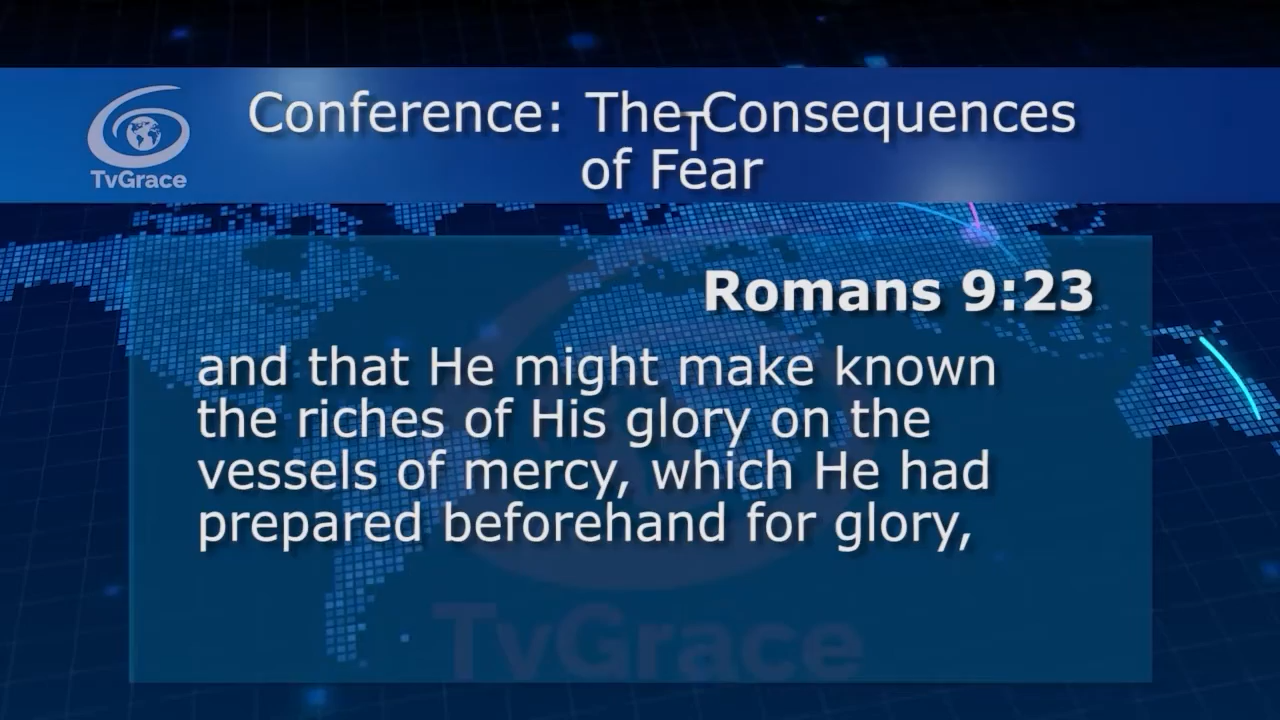 Conference: The Consequences
T
of Fear
TvGrace
Romans 9:23
and that He might make known
the riches of His glory on the
vessels of mercy, which He had
prepared beforehand for glory,
TvGrace